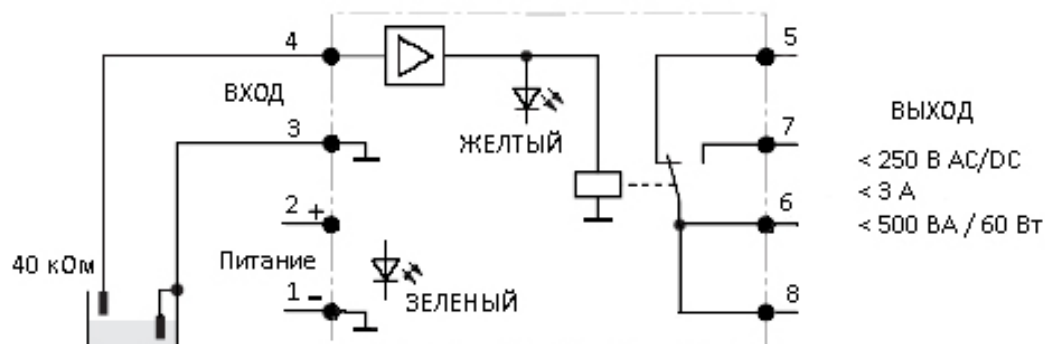 4
5
ВХОД
ВЫХОД
3
ЖЕЛТЫЙ
7
< 250 В AC/DC
< 3 А
2 +
6
< 500 ВА / 60 Вт
40 кОм
Питание
1 -
ЗЕЛЕНЫЙ
8